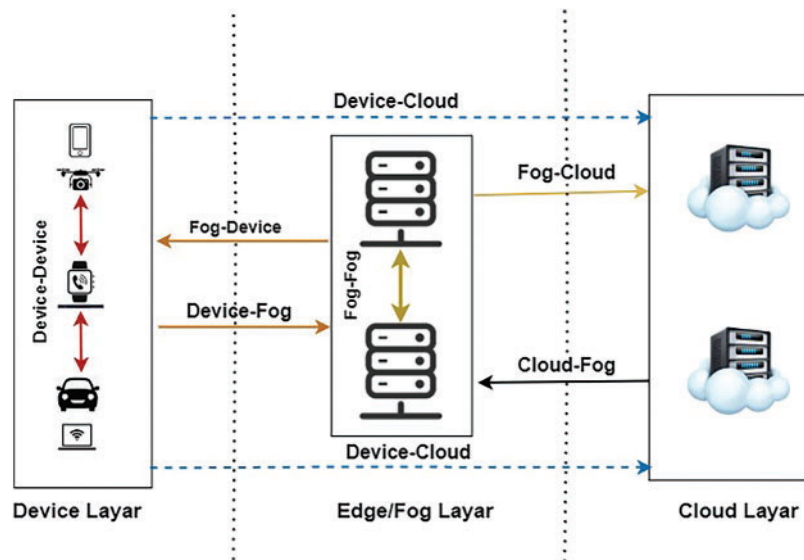 Device-Cloud
Fog-Cloud
Fog-Device
Device-Device
Fog-Fog
Device-Fog
Cloud-Fog
Device-Cloud
Device Layar
Edge/Fog Layar
Cloud Layar